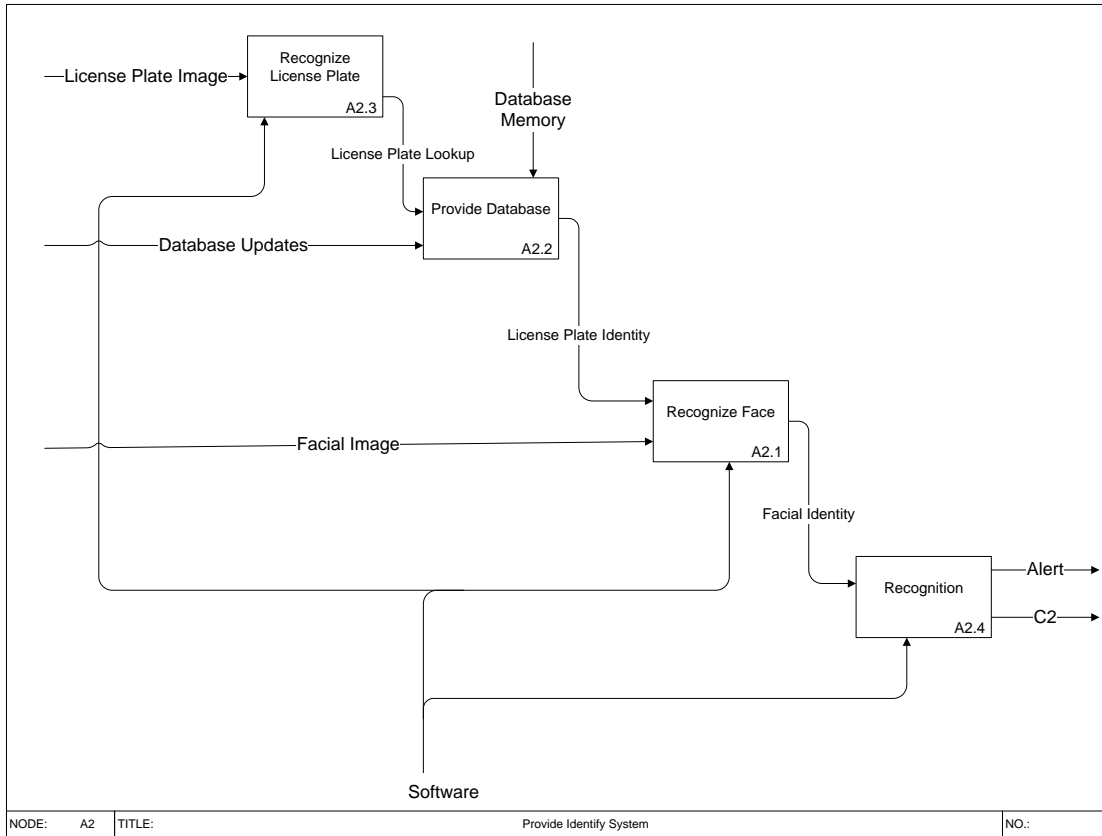 Recognize
License Plate
A2.3
License Plate Image
Database
Memory
License Plate Lookup
Provide Database
A2.2
Database Updates
License Plate Identity
Recognize Face
A2.1
Facial Image
Facial Identity
Recognition
A2.4
Alert
C2
Software
NODE: A2 TITLE: Provide Identify System NO.: